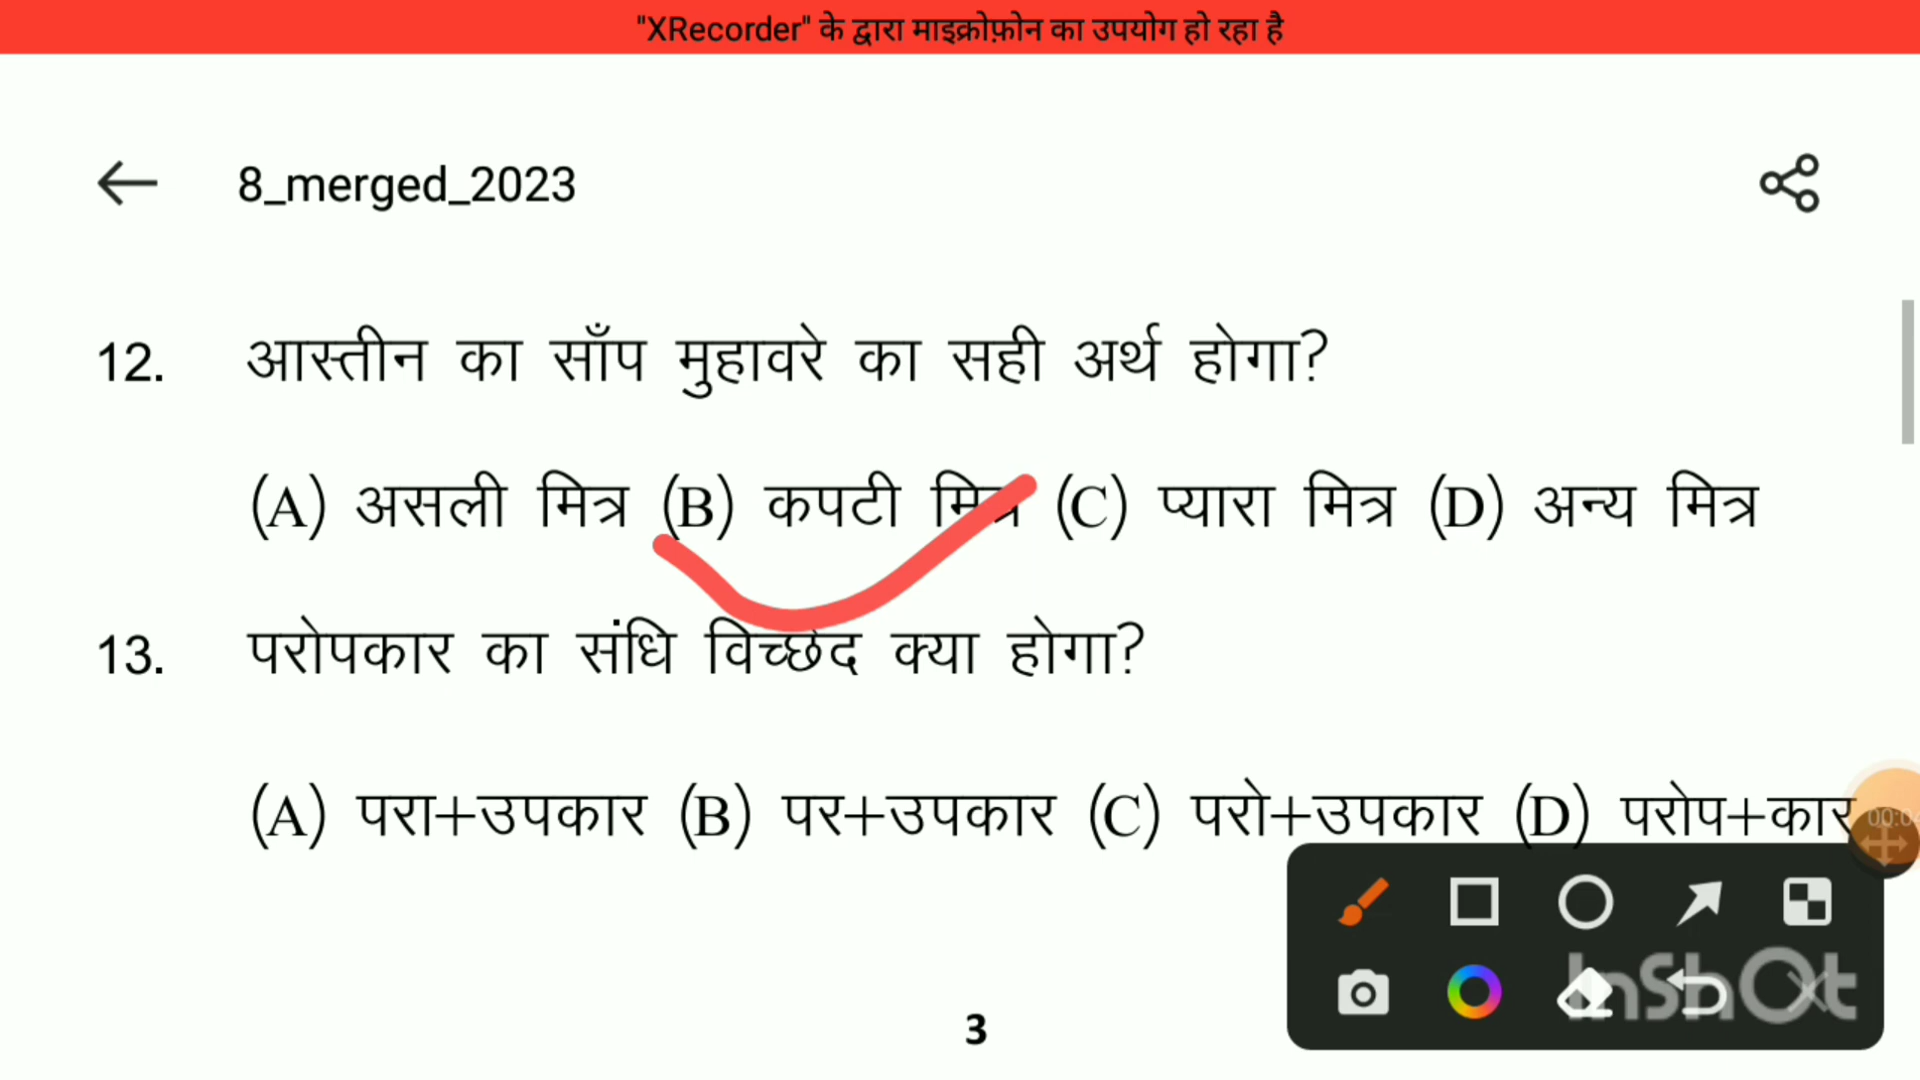 "XRecorder" के द्वारा माइक्रोफ़ोन का उपयोग हो रहा है
8_merged_2023
12. आस्तीन का साँप मुहावरे का सही अर्थ होगा?
(A) असली मित्र (B) कपटी मित्र (C) प्यारा मित्र (D) अन्य मित्र
13. परोपकार का संधि विच्छेद क्या होगा?
(A) परा+उपकार (B) पर+उपकार (C) परो+उपकार (D) परोप+कार
InShOt
3